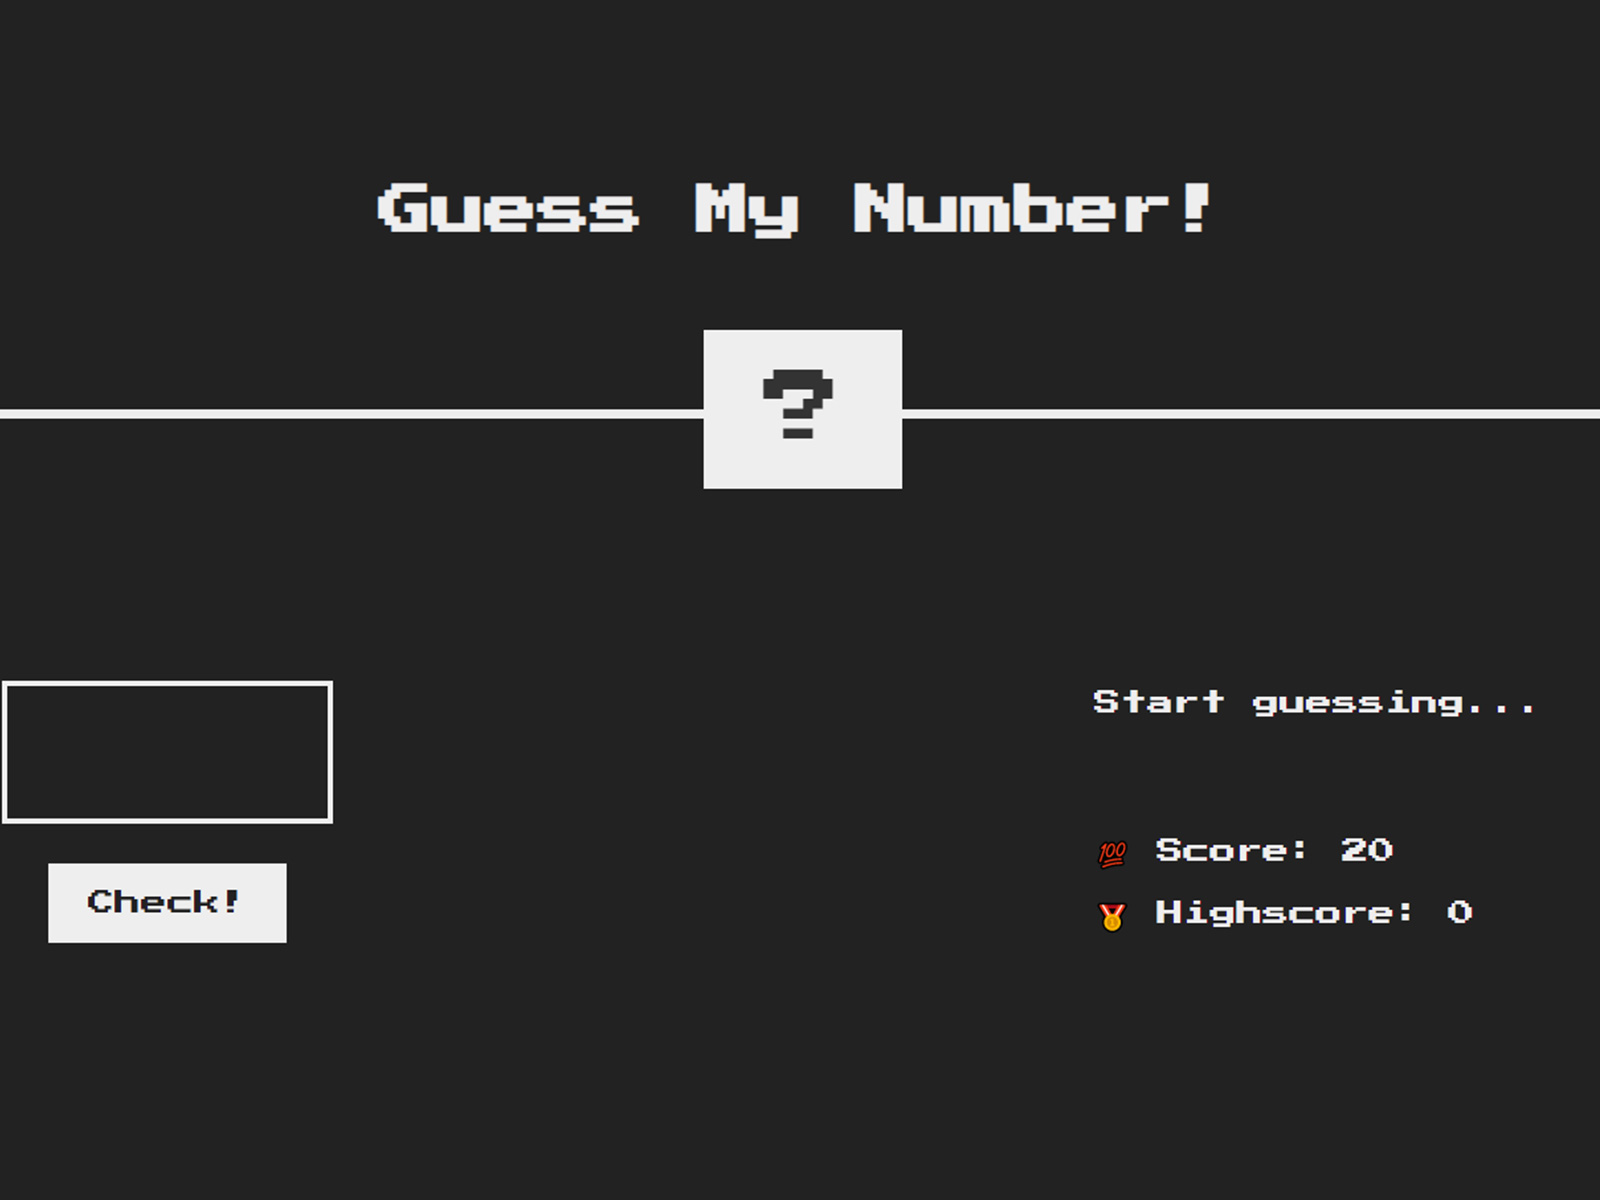 Guess My Number!
?
Start guessing...
💯 Score: 20
🥇 Highscore: 0
Check!